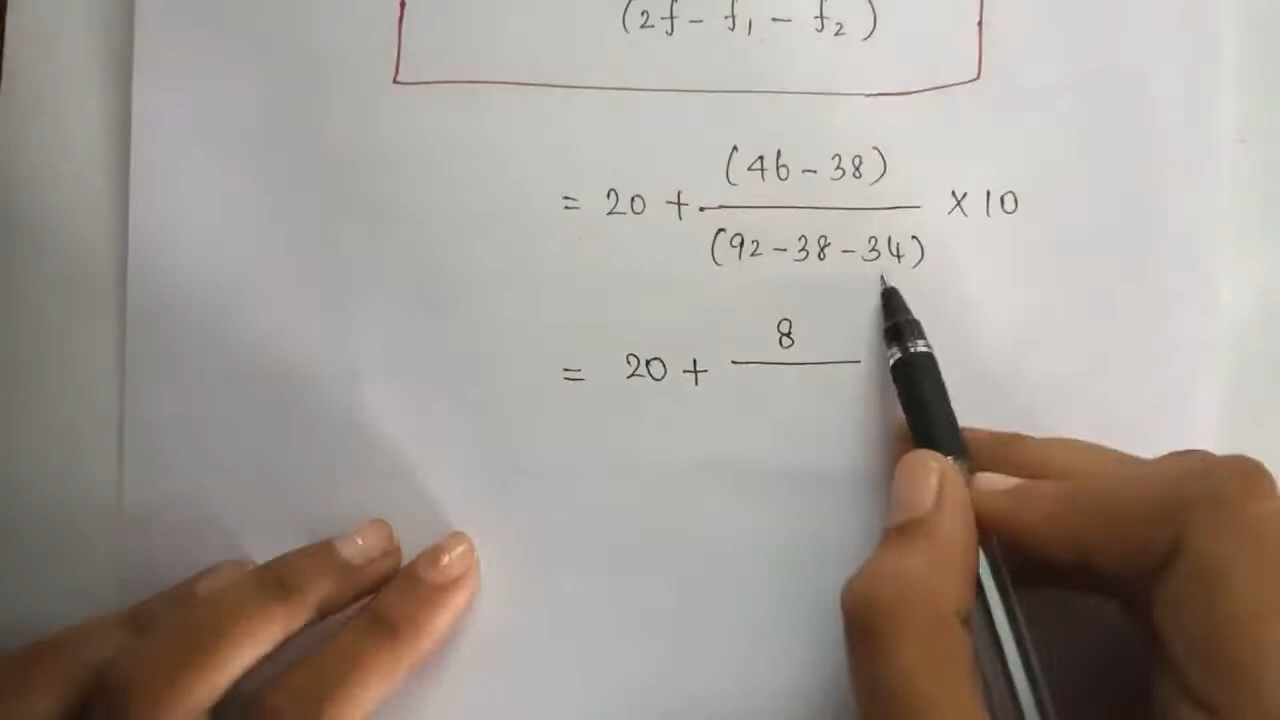 (2f - f₁ - f₂)
(46 - 38)
= 20 + ——— × 10
(92 - 38 - 34)
8
= 20 + ———